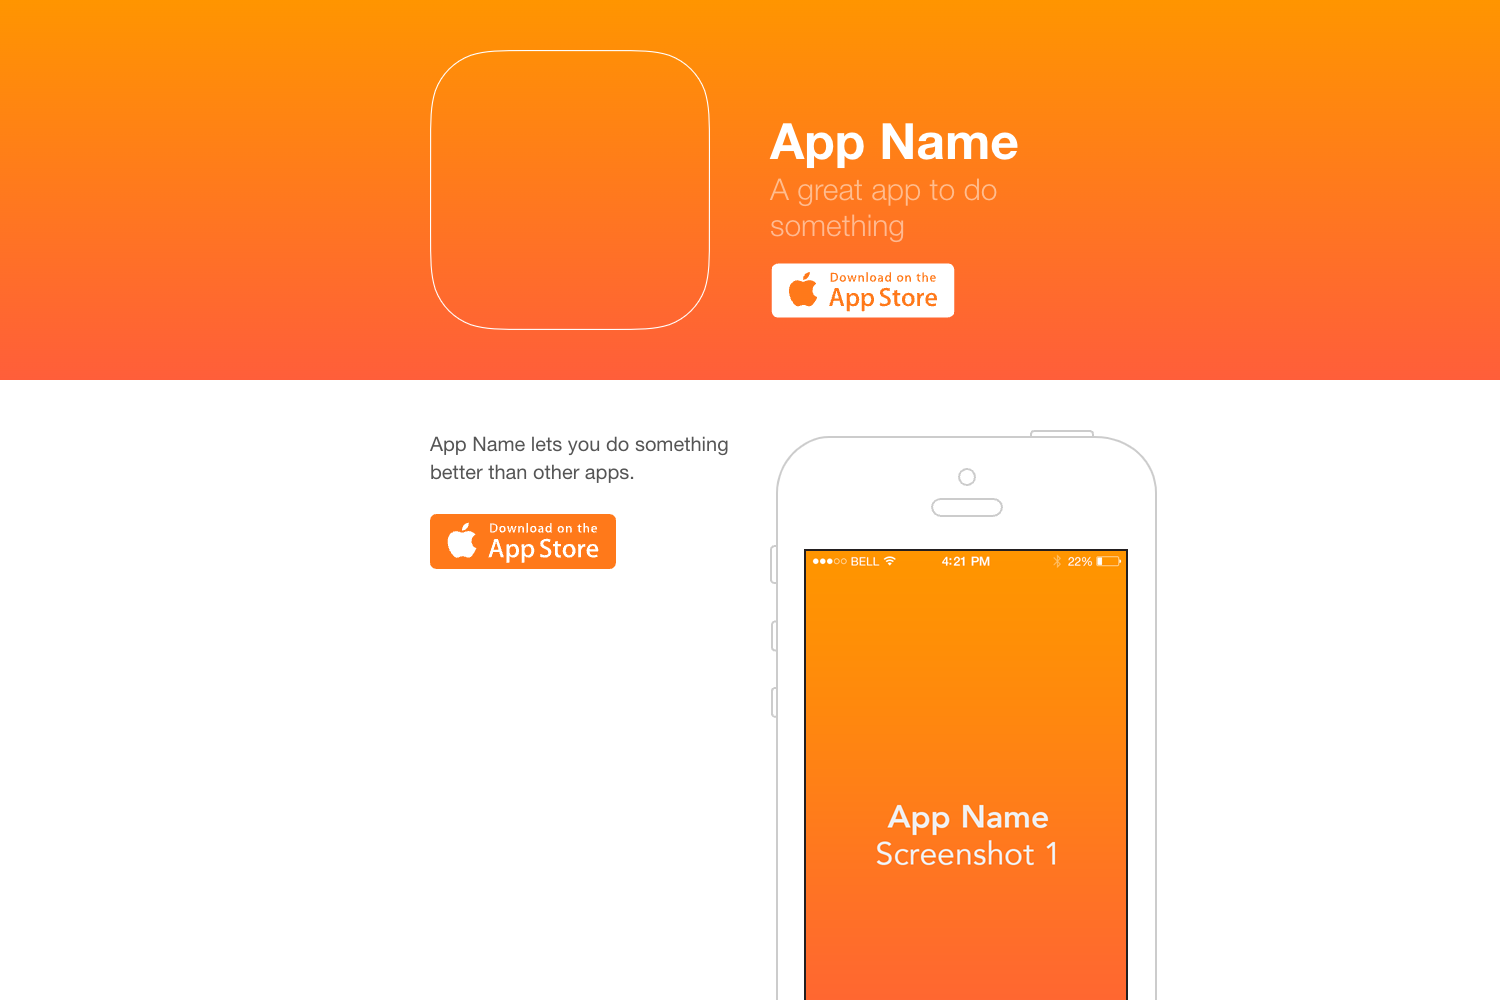 App Name
A great app to do
something
Download on the
App Store
App Name lets you do something
better than other apps.
Download on the
App Store
BELL 4:21 PM 22%
App Name
Screenshot 1